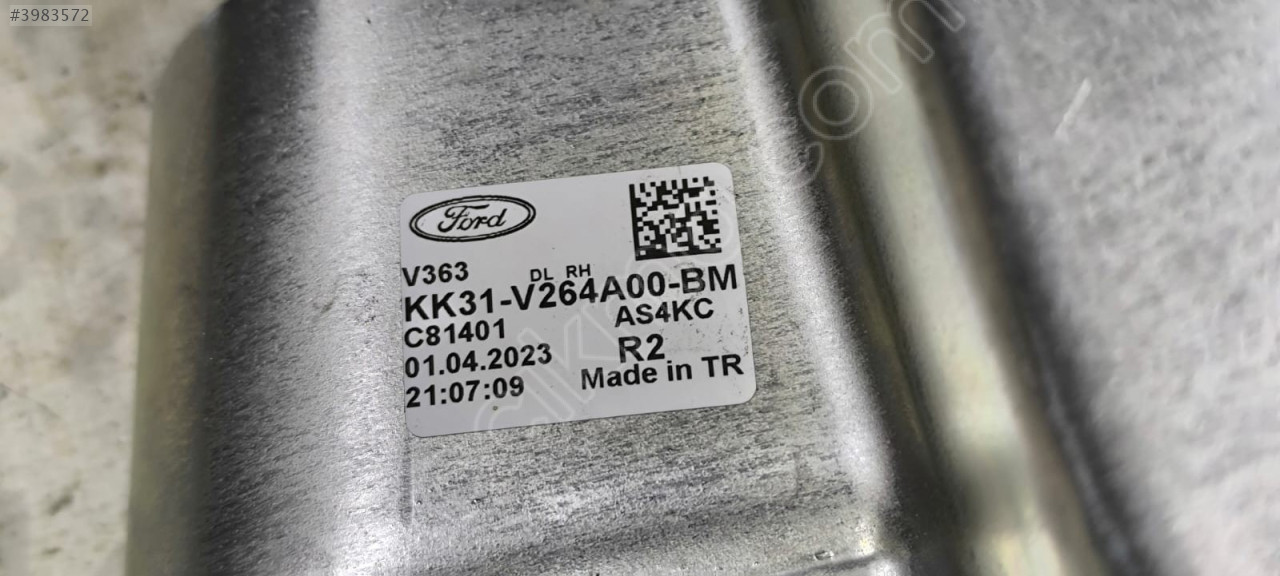 #3983572
Ford
V363 DL RH
KK31-V264A00-BM
C81401 AS4KC
01.04.2023 R2
21:07:09 Made in TR